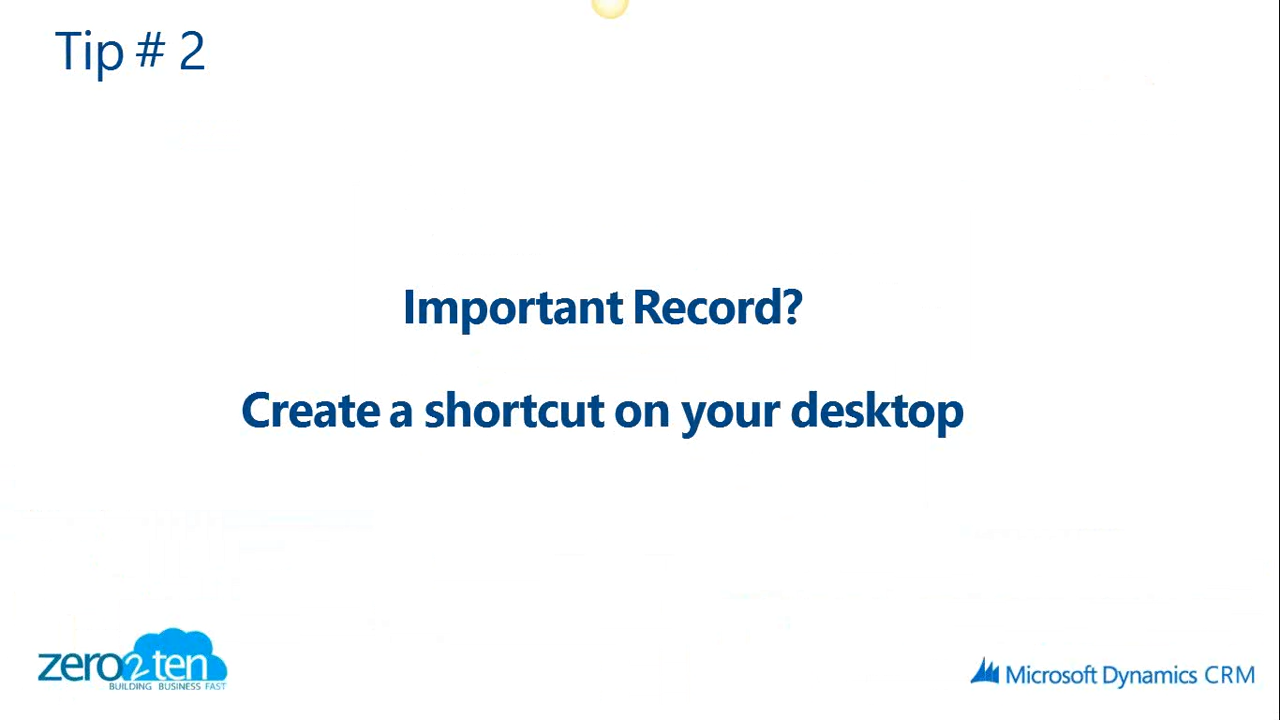 Tip # 2
Important Record?
Create a shortcut on your desktop
zero2ten
BUILDING BUSINESS FAST
Microsoft Dynamics CRM